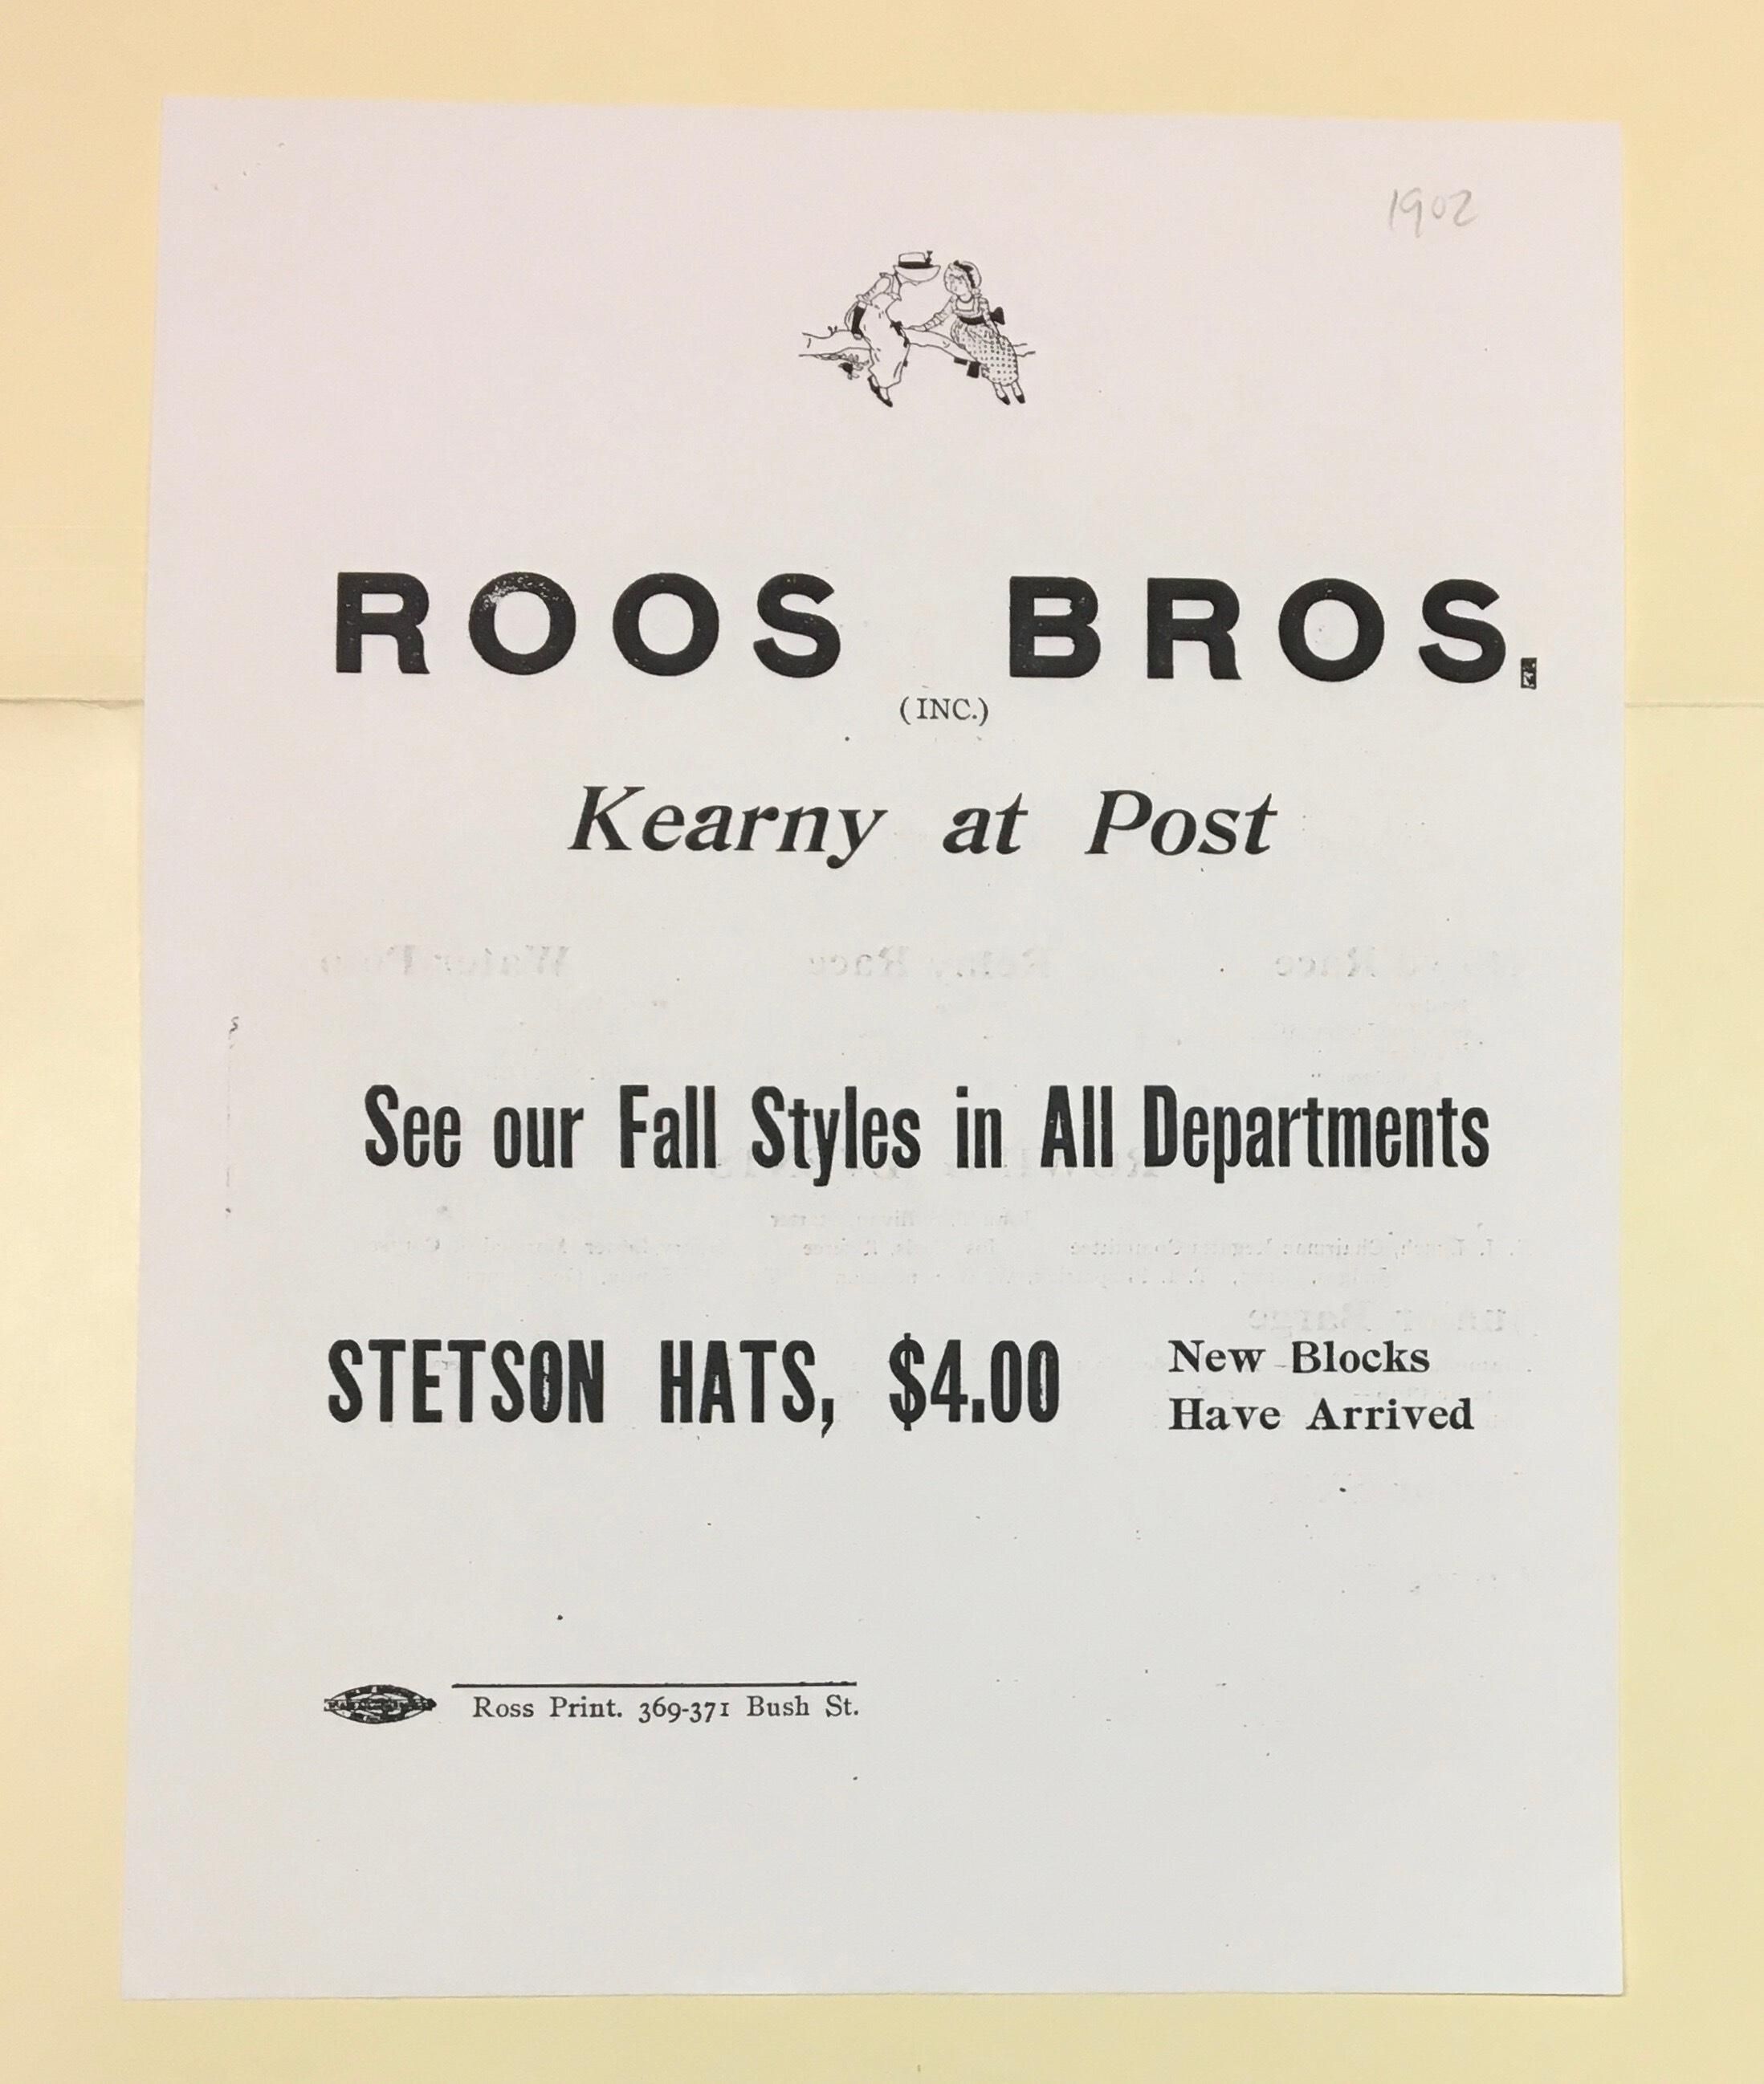 1902
ROOS BROS.
(INC.)
Kearny at Post
See our Fall Styles in All Departments
STETSON HATS, $4.00
New Blocks
Have Arrived
Ross Print. 369-371 Bush St.